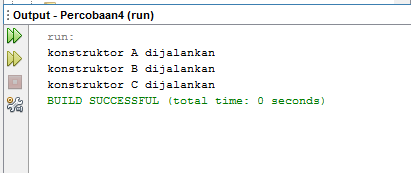 Output - Percobaan4 (run)
run:
konstruktor A dijalankan
konstruktor B dijalankan
konstruktor C dijalankan
BUILD SUCCESSFUL (total time: 0 seconds)